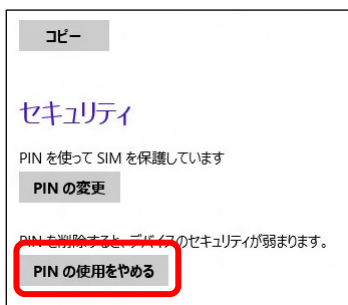 コピー
セキュリティ
PIN を使って SIM を保護しています
PIN の変更
PIN を削除すると、デバイスのセキュリティが弱まります。
PIN の使用をやめる